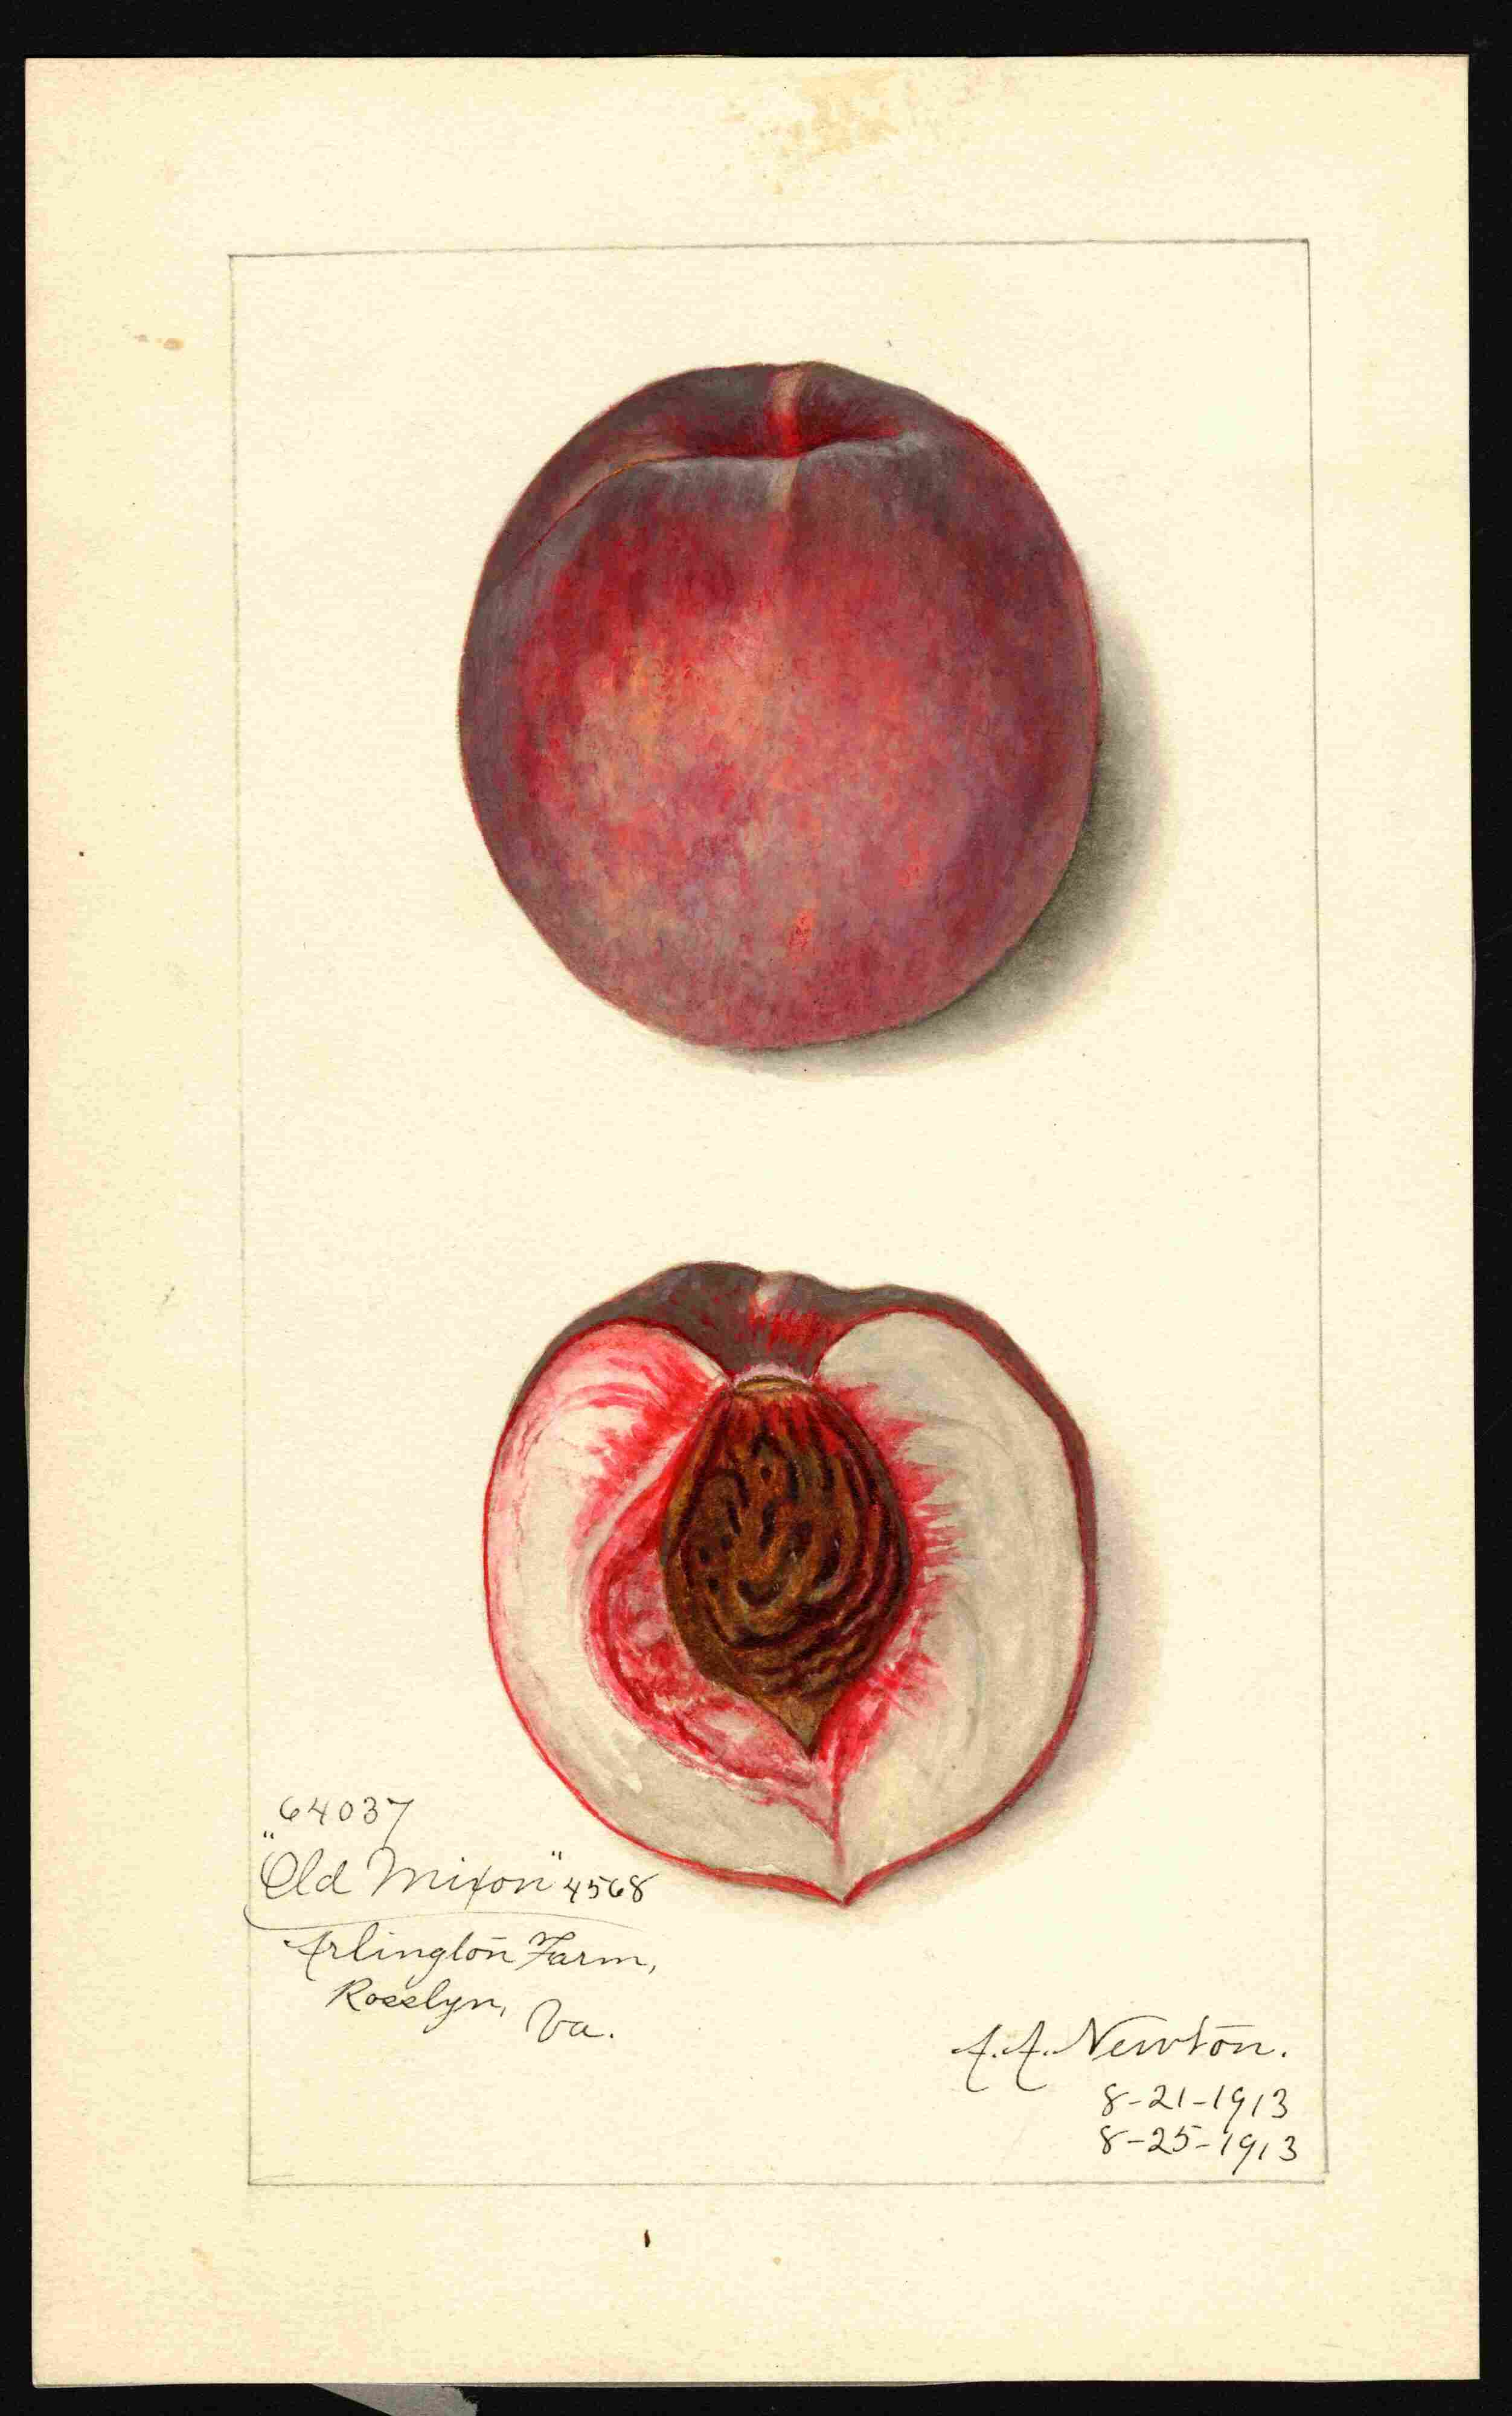 64037
"Old Mixon" 4568
Arlington Farm,
Rosslyn, Va.
A.A. Newton.
8-21-1913
8-25-1913